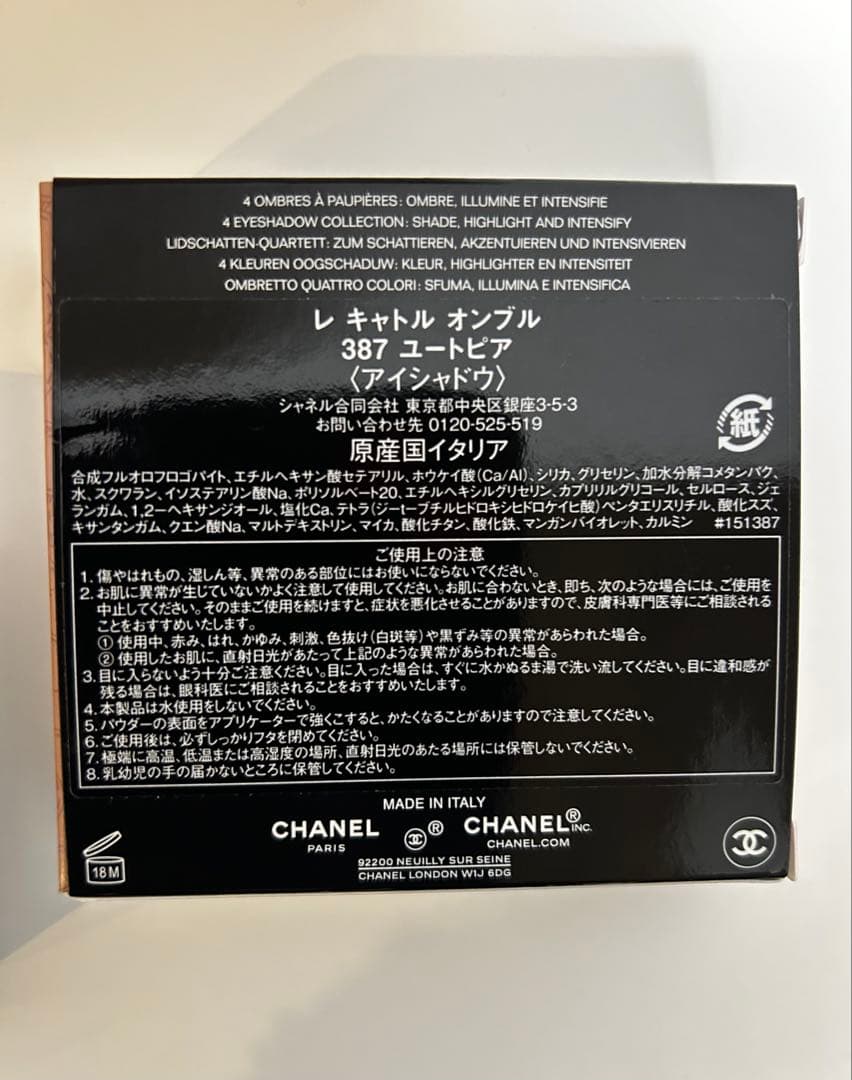 4 OMBRES À PAUPIÈRES : OMBRE, ILLUMINE ET INTENSIFIE
4 EYESHADOW COLLECTION : SHADE, HIGHLIGHT AND INTENSIFY
LIDSCHATTEN-QUARTETT : ZUM SCHATTIEREN, AKZENTUIEREN UND INTENSIVIEREN
4 KLEUREN OOGSCHADUW : KLEUR, HIGHLIGHTER EN INTENSITEIT
OMBRETTO QUATTRO COLORI : SFUMA, ILLUMINA E INTENSIFICA
レ キャトル オンブル
387 ユートピア
〈アイシャドウ〉
シャネル合同会社 東京都中央区銀座3-5-3
お問い合わせ先 0120-525-519
原産国イタリア
紙
合成フルオロフロゴパイト、エチルヘキサン酸セテアリル、ホウケイ酸(Ca/Al)、シリカ、グリセリン、加水分解コメタンパク、
水、スクワラン、イソステアリン酸Na、ポリソルベート20、エチルヘキシルグリセリン、カプリリルグリコール、セルロース、ジェ
ランガム、1,2-ヘキサンジオール、塩化Ca、テトラ(ジ-t-ブチルヒドロキシヒドロケイヒ酸)ペンタエリスリチル、酸化スズ、
キサンタンガム、クエン酸Na、マルトデキストリン、マイカ、酸化チタン、酸化鉄、マンガンバイオレット、カルミン #151387
ご使用上の注意
1. 傷やはれもの、湿しん等、異常のある部位にはお使いにならないでください。
2. お肌に異常が生じていないかよく注意して使用してください。お肌に合わないとき、即ち、次のような場合には、ご使用を
中止してください。そのままご使用を続けますと、症状を悪化させることがありますので、皮膚科専門医等にご相談される
ことをおすすめいたします。
① 使用中、赤み、はれ、かゆみ、刺激、色抜け(白斑等)や黒ずみ等の異常があらわれた場合。
② 使用したお肌に、直射日光があたって上記のような異常があらわれた場合。
3. 目に入らないよう十分ご注意ください。目に入った場合は、すぐに水かぬるま湯で洗い流してください。目に違和感が
残る場合は、眼科医にご相談されることをおすすめいたします。
4. 本製品は水使用をしないでください。
5. パウダーの表面をアプリケーターで強くこすると、かたくなることがありますので注意してください。
6. ご使用後は、必ずしっかりフタを閉めてください。
7. 極端に高温、低温または高湿度の場所、直射日光のあたる場所には保管しないでください。
8. 乳幼児の手の届かないところに保管してください。
MADE IN ITALY
CHANEL ® CHANEL® INC.
PARIS CHANEL.COM
92200 NEUILLY SUR SEINE
CHANEL LONDON W1J 6DG
18 M